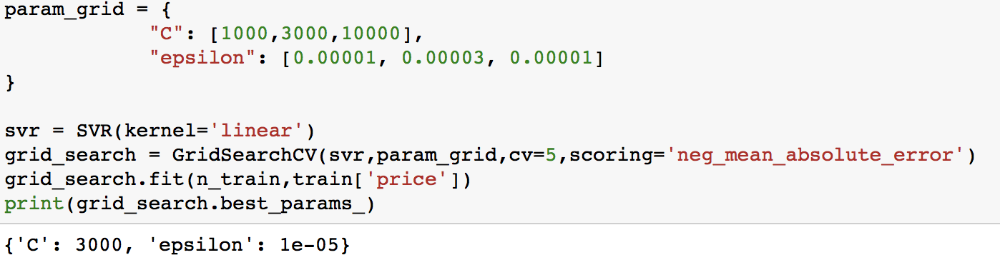 param_grid = {
            "C": [1000,3000,10000],
            "epsilon": [0.00001, 0.00003, 0.00001]
}
svr = SVR(kernel='linear')
grid_search = GridSearchCV(svr,param_grid,cv=5,scoring='neg_mean_absolute_error')
grid_search.fit(n_train,train['price'])
print(grid_search.best_params_)
{'C': 3000, 'epsilon': 1e-05}